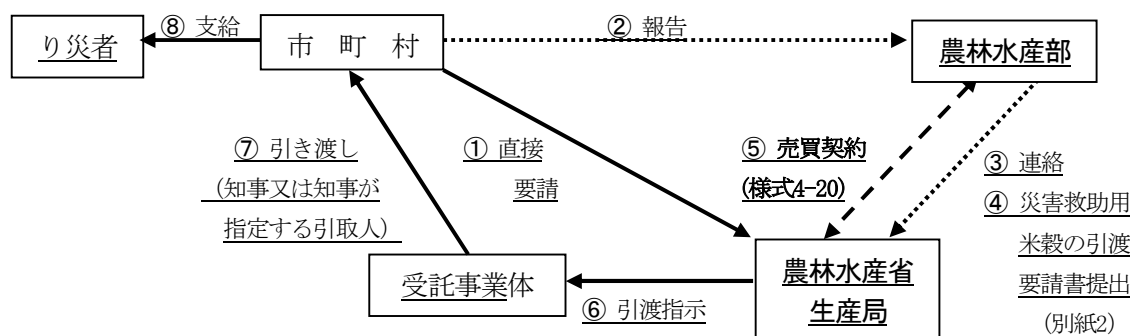 ⑧ 支給
② 報告
り災者
市　町　村
農林水産部
⑦ 引き渡し
(知事又は知事が
指定する引取人)
① 直接
要請
⑤ 売買契約
(様式4-20)
③ 連絡
④ 災害救助用
米穀の引渡
要請書提出
(別紙2)
受託事業体
⑥ 引渡指示
農林水産省
生産局